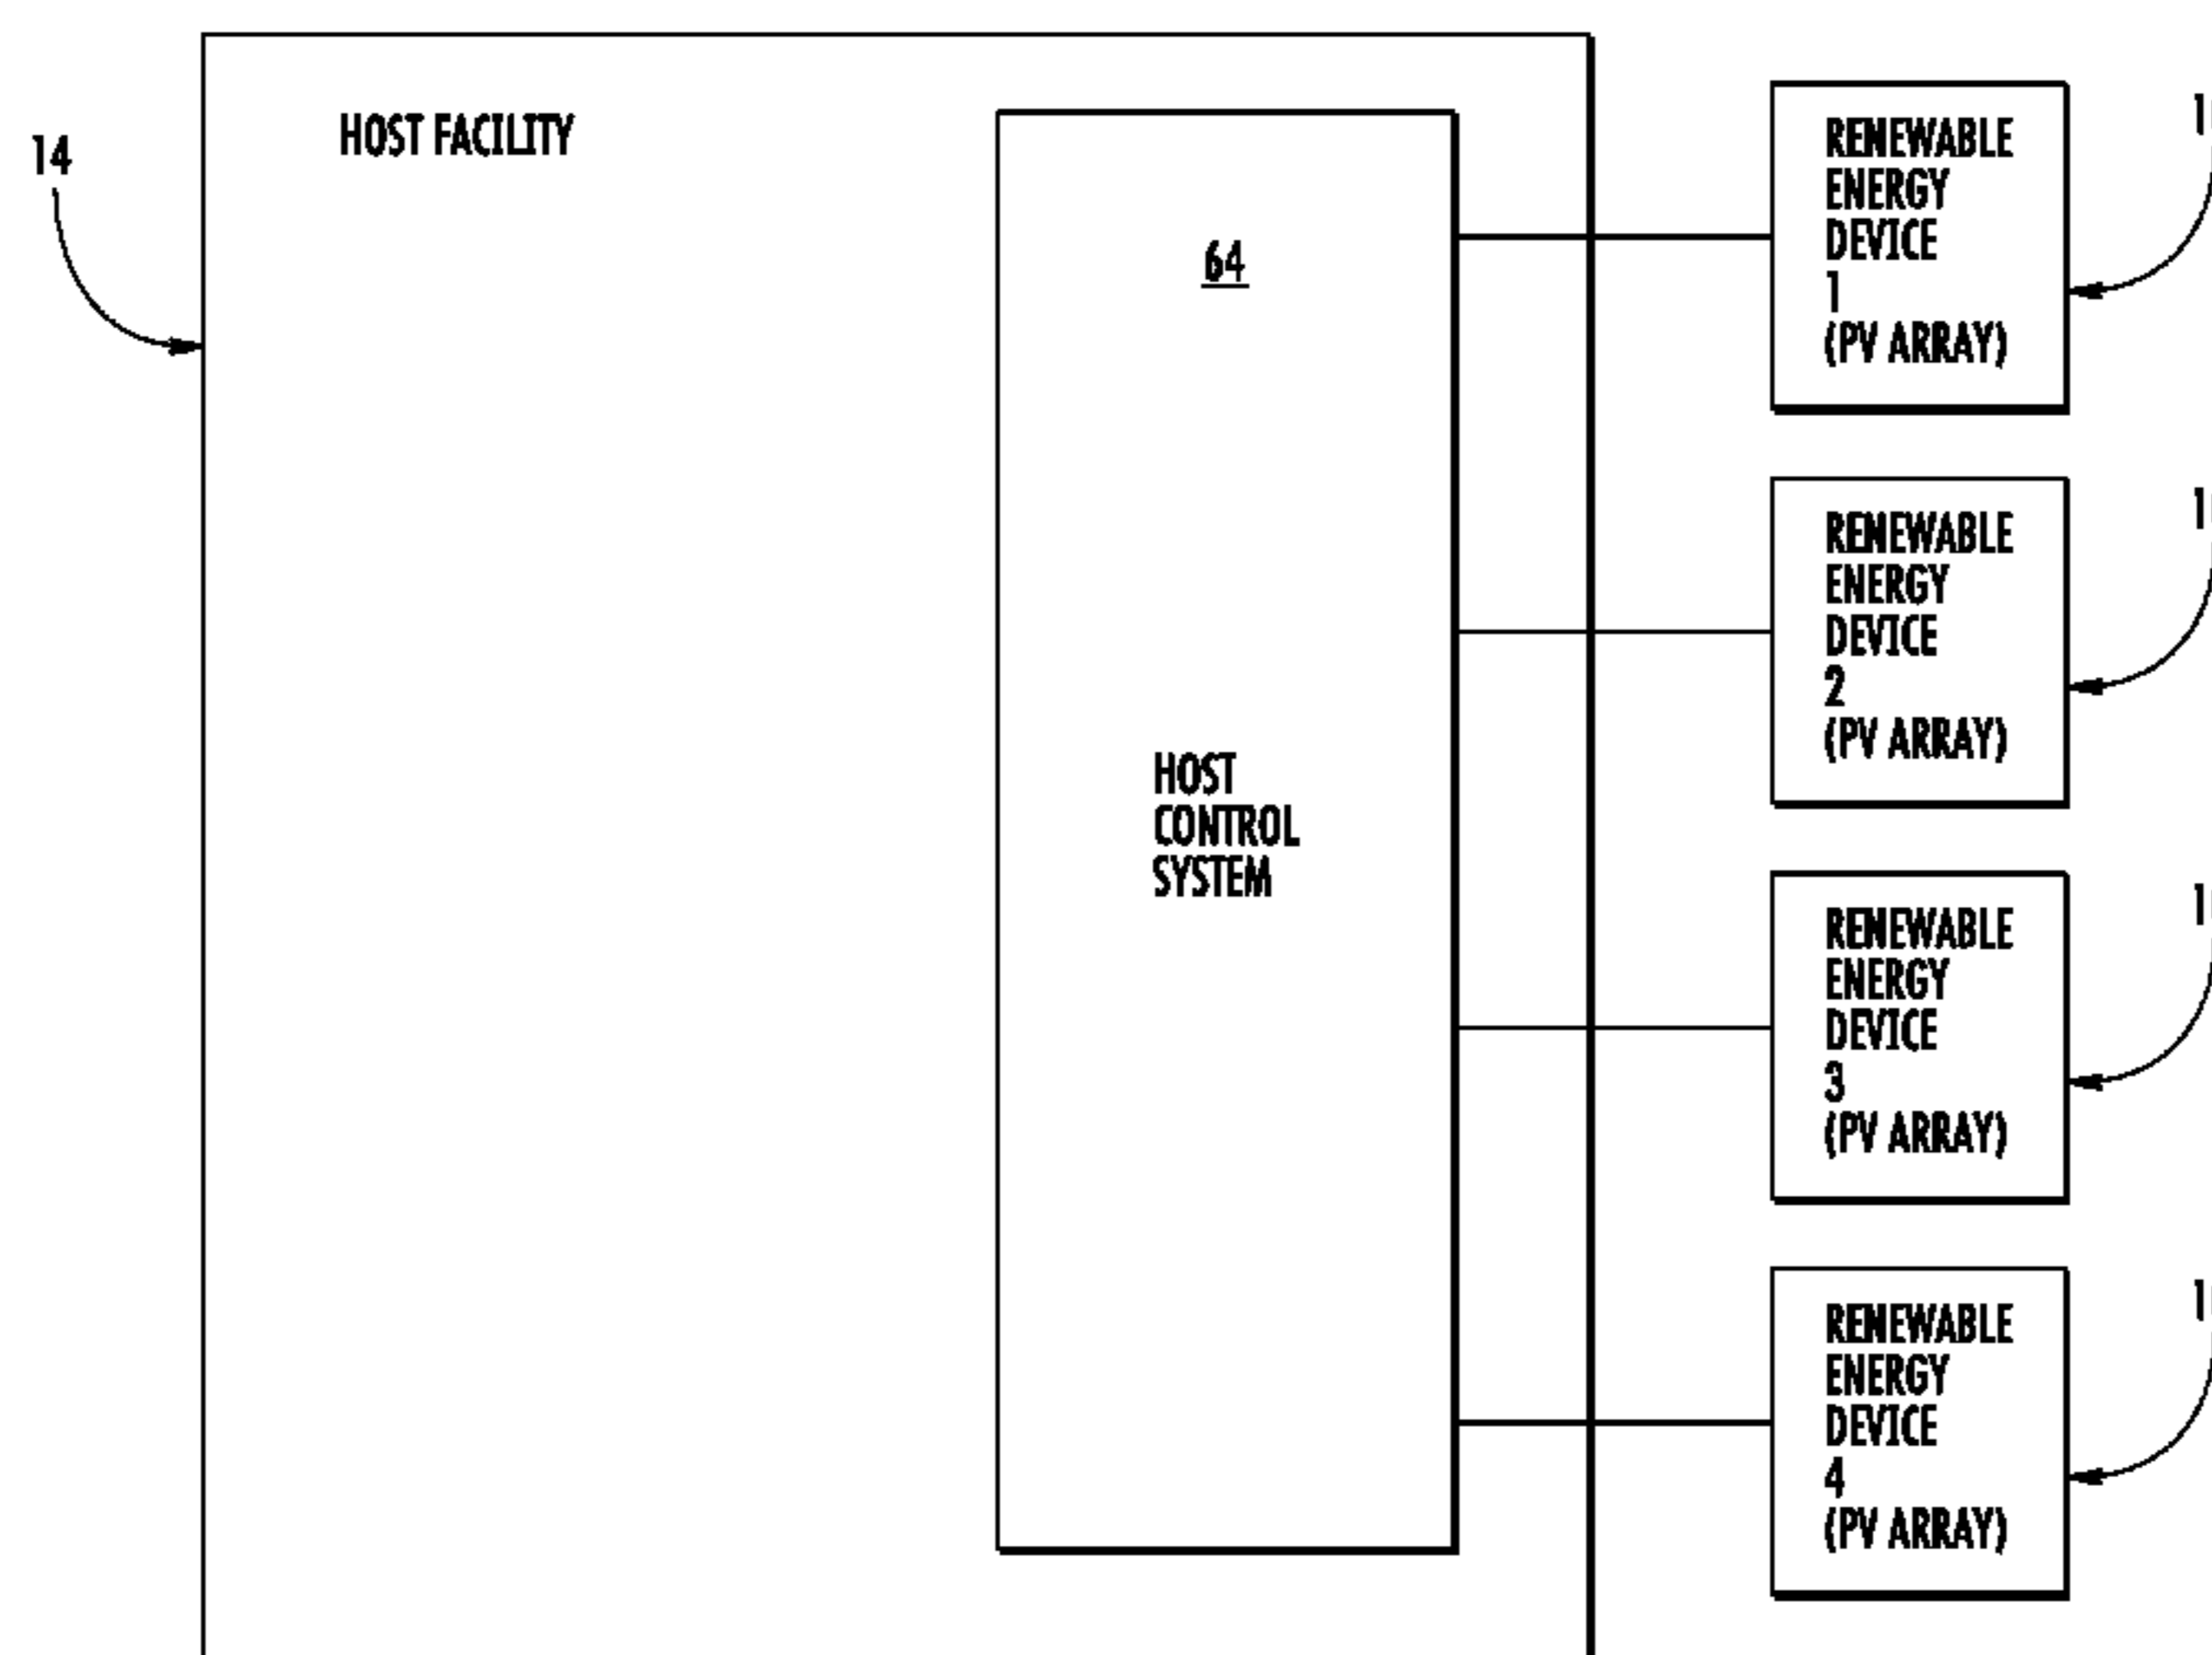 HOST FACILITY
14
64
HOST
CONTROL
SYSTEM
RENEWABLE
ENERGY
DEVICE
1
(PV ARRAY)
RENEWABLE
ENERGY
DEVICE
2
(PV ARRAY)
RENEWABLE
ENERGY
DEVICE
3
(PV ARRAY)
RENEWABLE
ENERGY
DEVICE
4
(PV ARRAY)